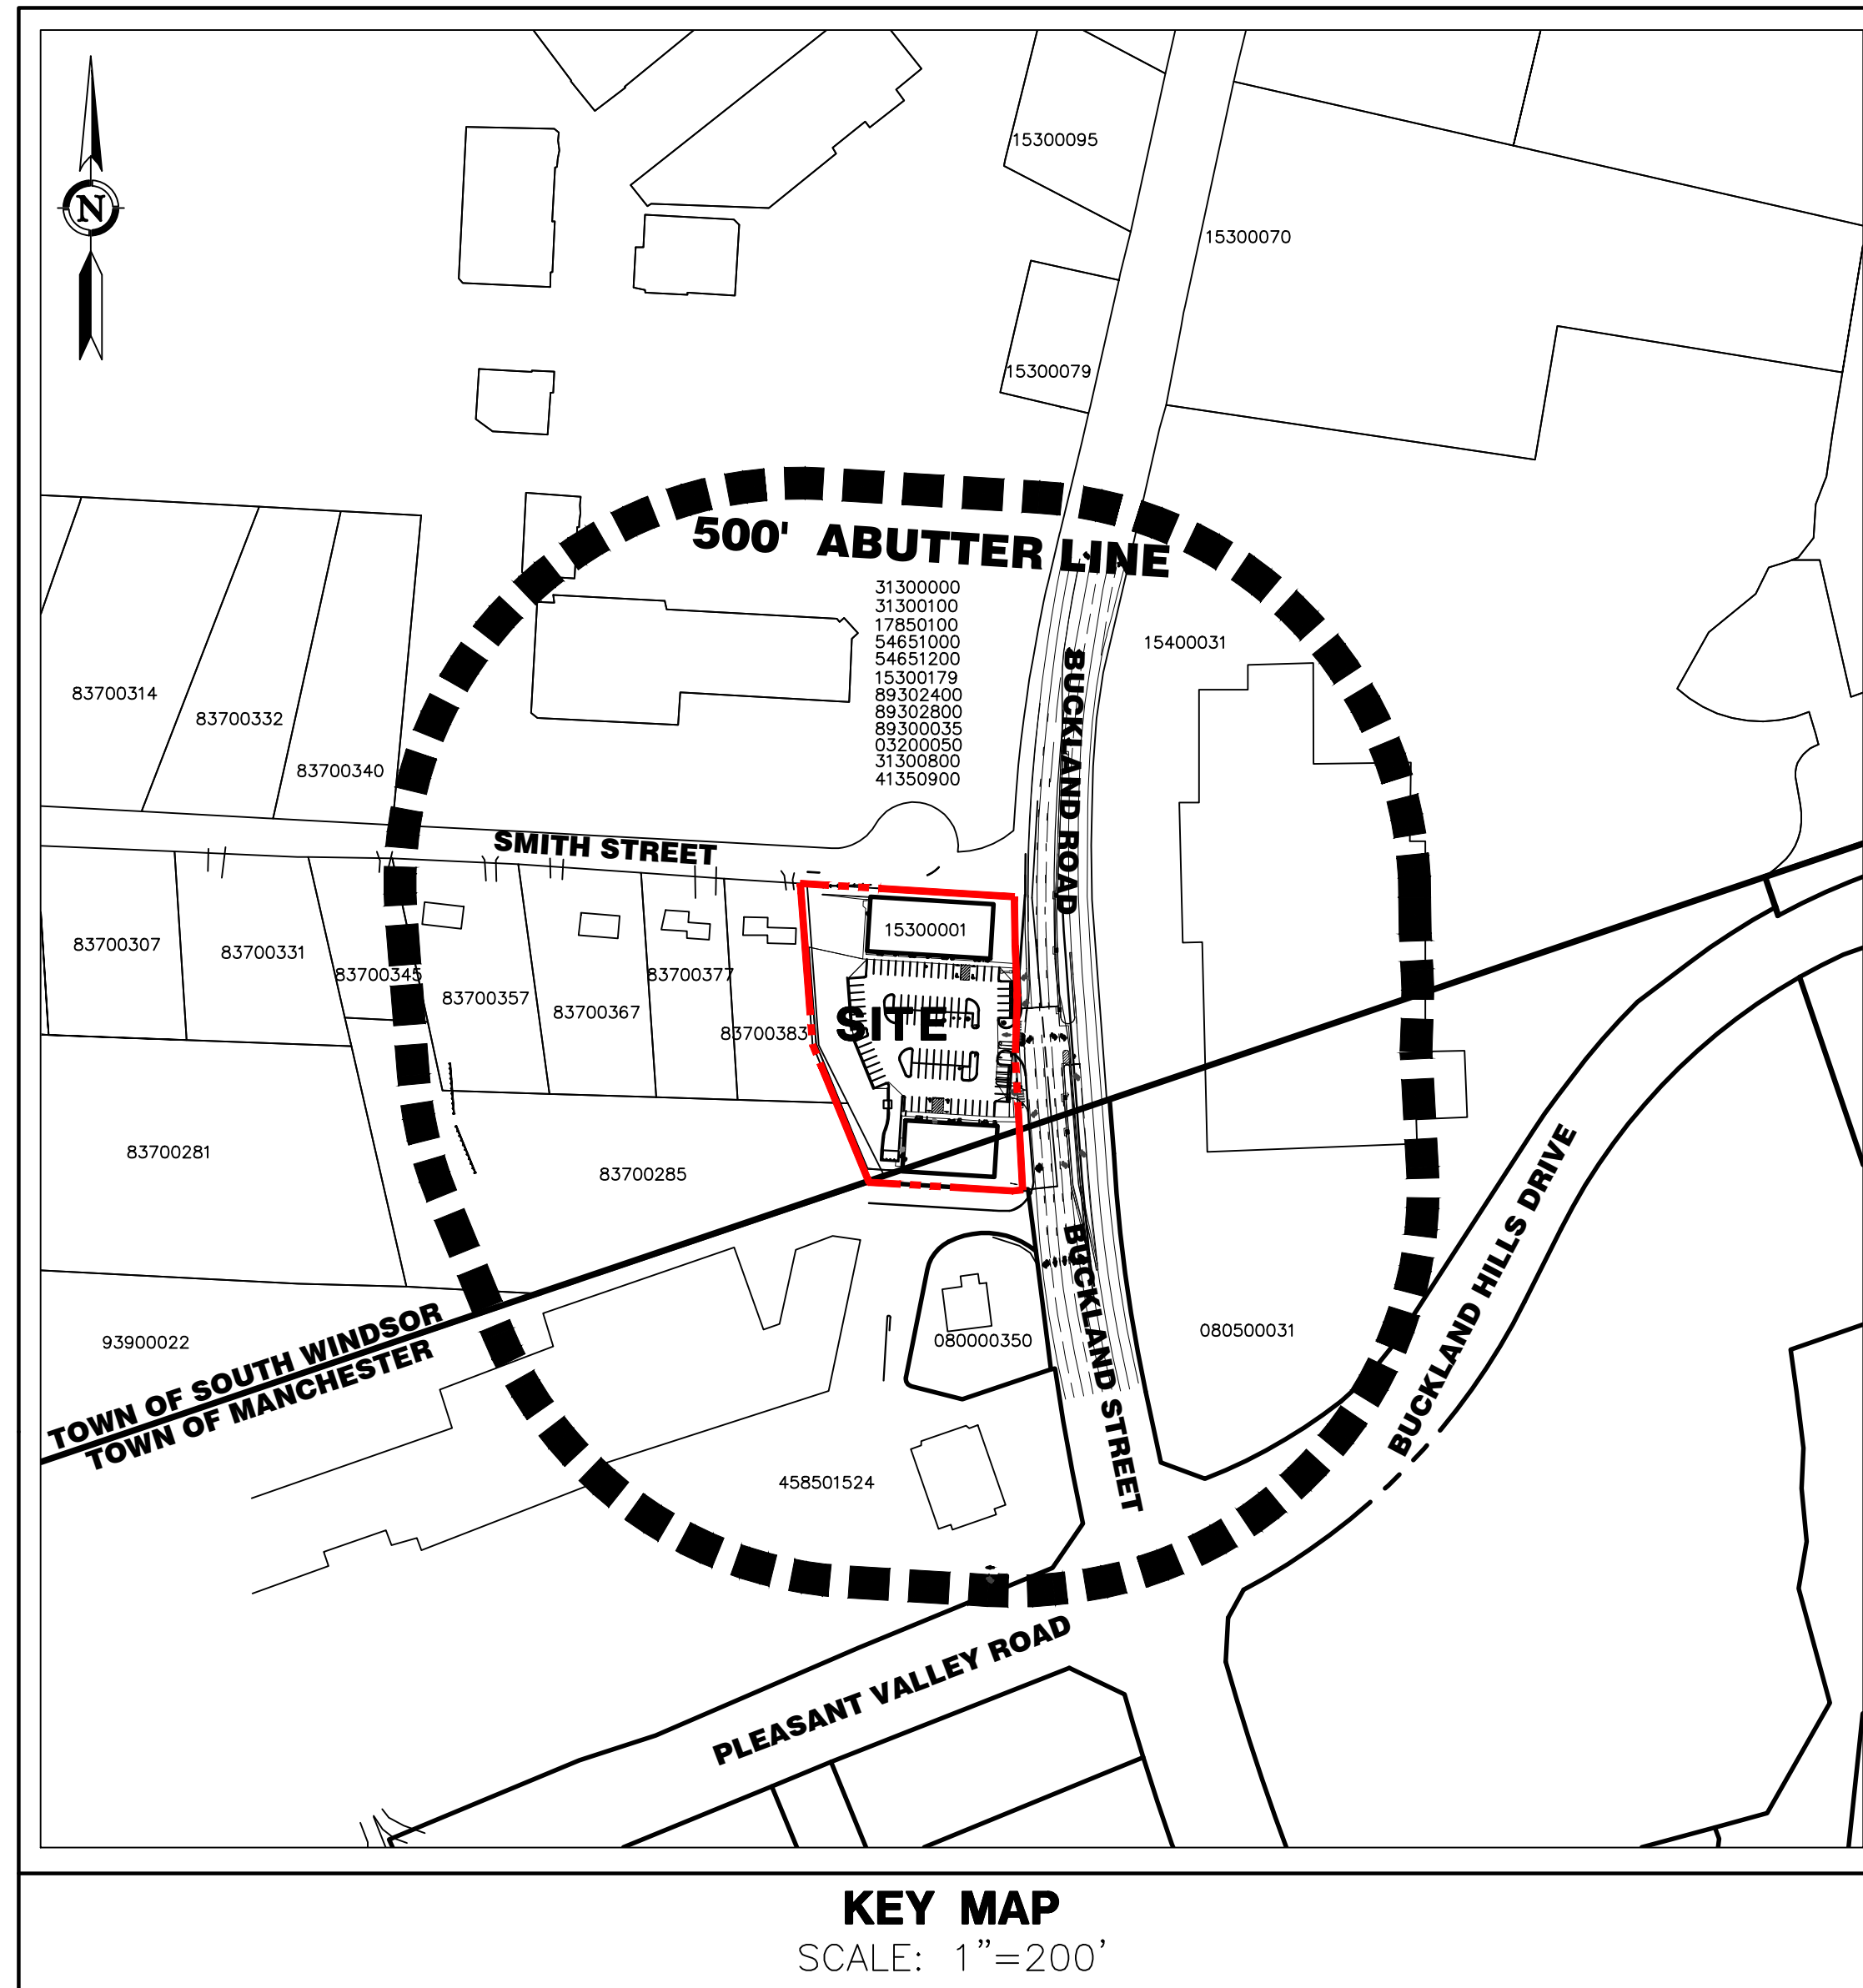 N
15300095
15300070
15300079
500' ABUTTER LINE
31300000
31300100
17850100
54651000
54651200
15300179
89302400
89302800
89300035
03200050
31300800
41350900
15400031
BUCKLAND ROAD
83700314
83700332
83700340
SMITH STREET
15300001
83700307
83700331
83700345
83700357
83700367
83700377
83700383
SITE
83700281
83700285
93900022
TOWN OF SOUTH WINDSOR
TOWN OF MANCHESTER
080000350
BUCKLAND STREET
080500031
BUCKLAND HILLS DRIVE
458501524
PLEASANT VALLEY ROAD
KEY MAP
SCALE: 1"=200'